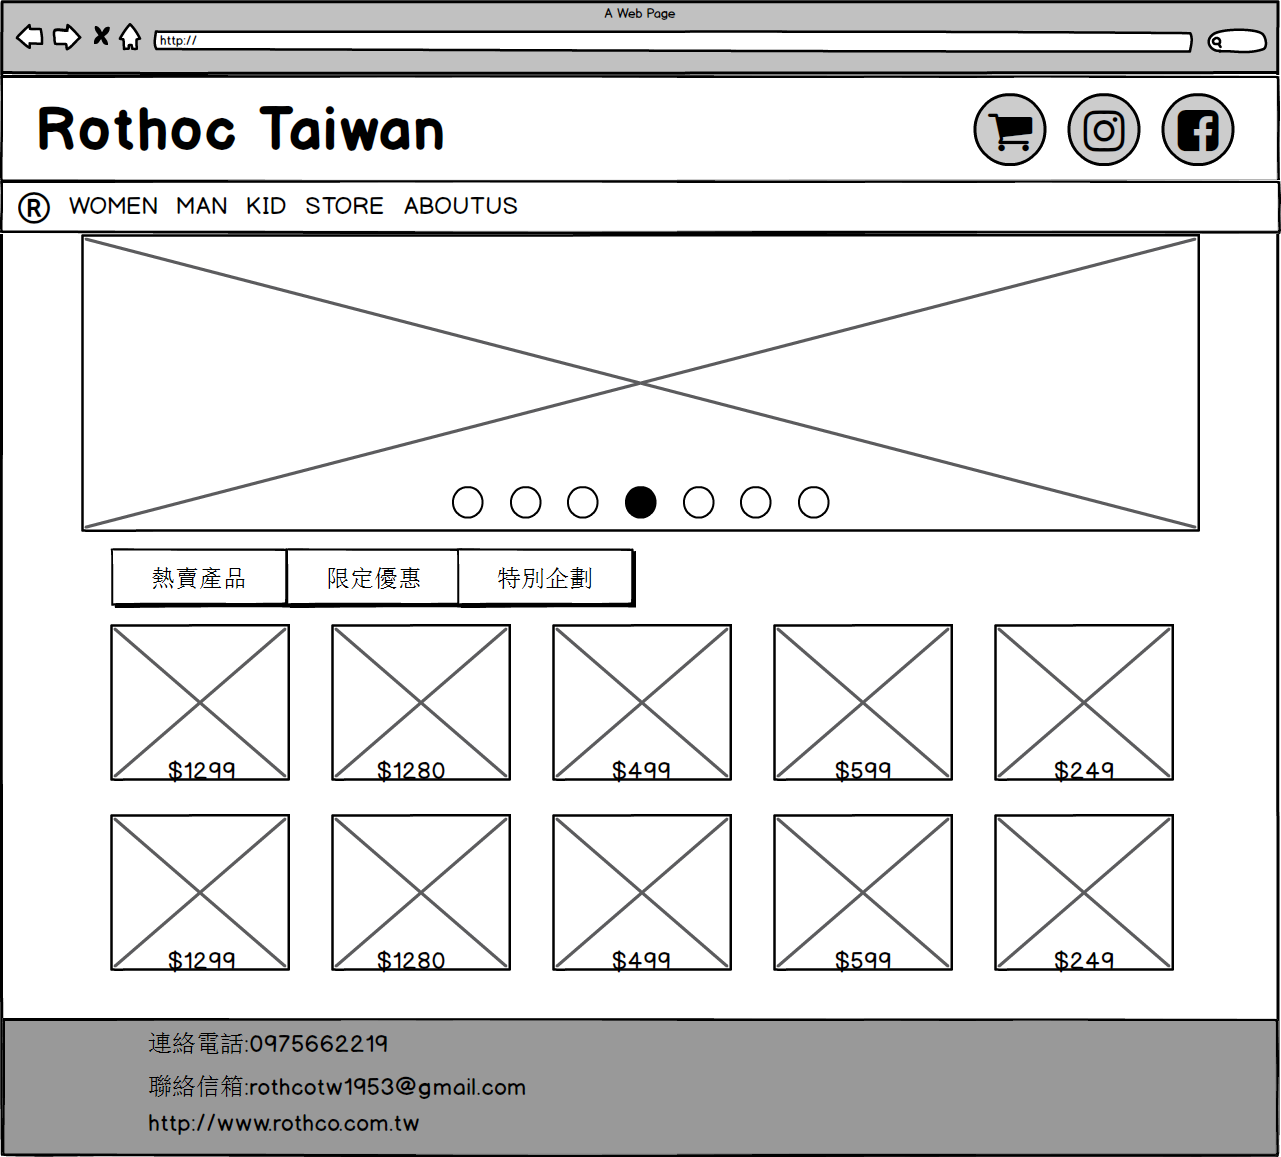 A Web Page
http://
Rothoc Taiwan
® WOMEN MAN KID STORE ABOUTUS
熱賣產品 限定優惠 特別企劃
$1299 $1280 $499 $599 $249
$1299 $1280 $499 $599 $249
連絡電話:0975662219
聯絡信箱:rothcotw1953@gmail.com
http://www.rothco.com.tw